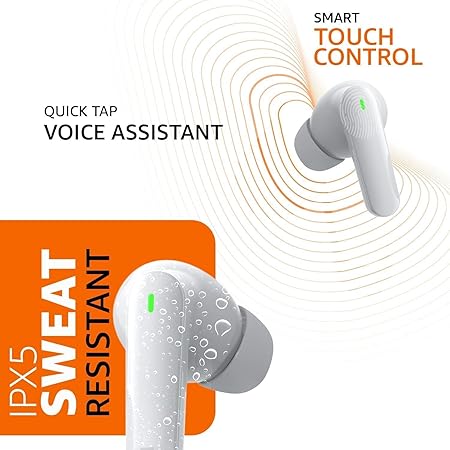 SMART
TOUCH
CONTROL
QUICK TAP
VOICE ASSISTANT
IPX5
SWEAT
RESISTANT